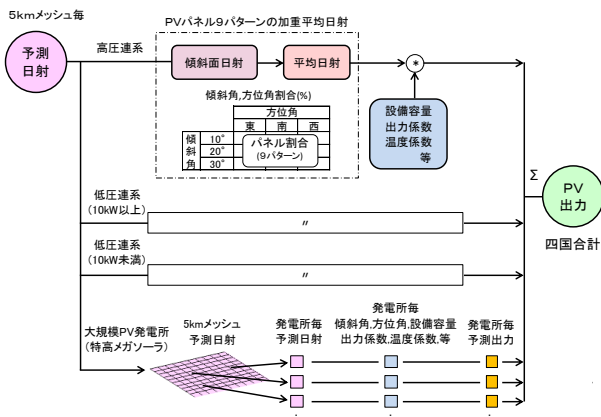 5kmメッシュ毎
予測
日射
高圧連系
PVパネル9パターンの加重平均日射
傾斜面日射
平均日射
*
傾斜角,方位角割合(%)
方位角
東 南 西
傾
斜
角
10°
20°
30°
パネル割合
(9パターン)
設備容量
出力係数
温度係数
等
Σ
PV
出力
四国合計
低圧連系
(10kW以上)
〃
低圧連系
(10kW未満)
〃
大規模PV発電所
(特高メガソーラ)
5kmメッシュ
予測日射
発電所毎
予測日射
発電所毎
傾斜角,方位角,設備容量
出力係数,温度係数,等
発電所毎
予測出力